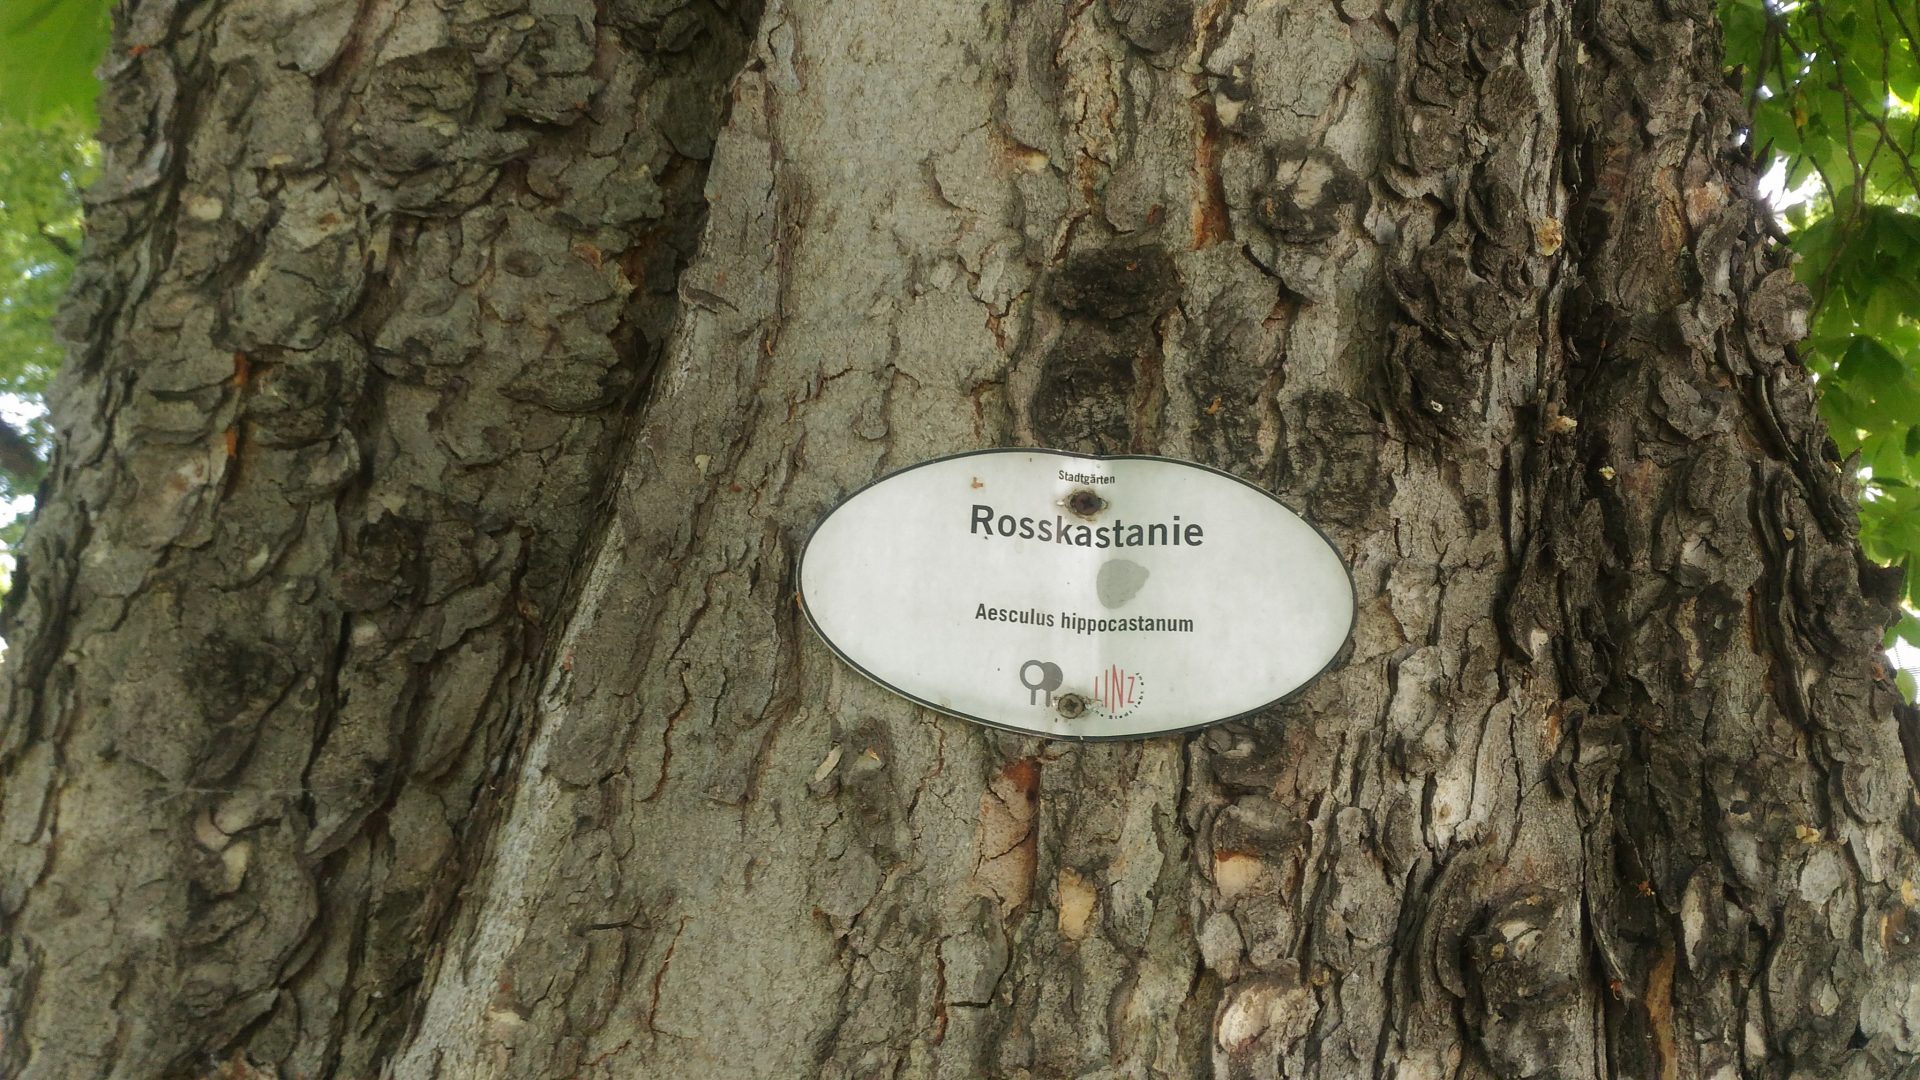 Stadtgärten
Rosskastanie
Aesculus hippocastanum
LINZ